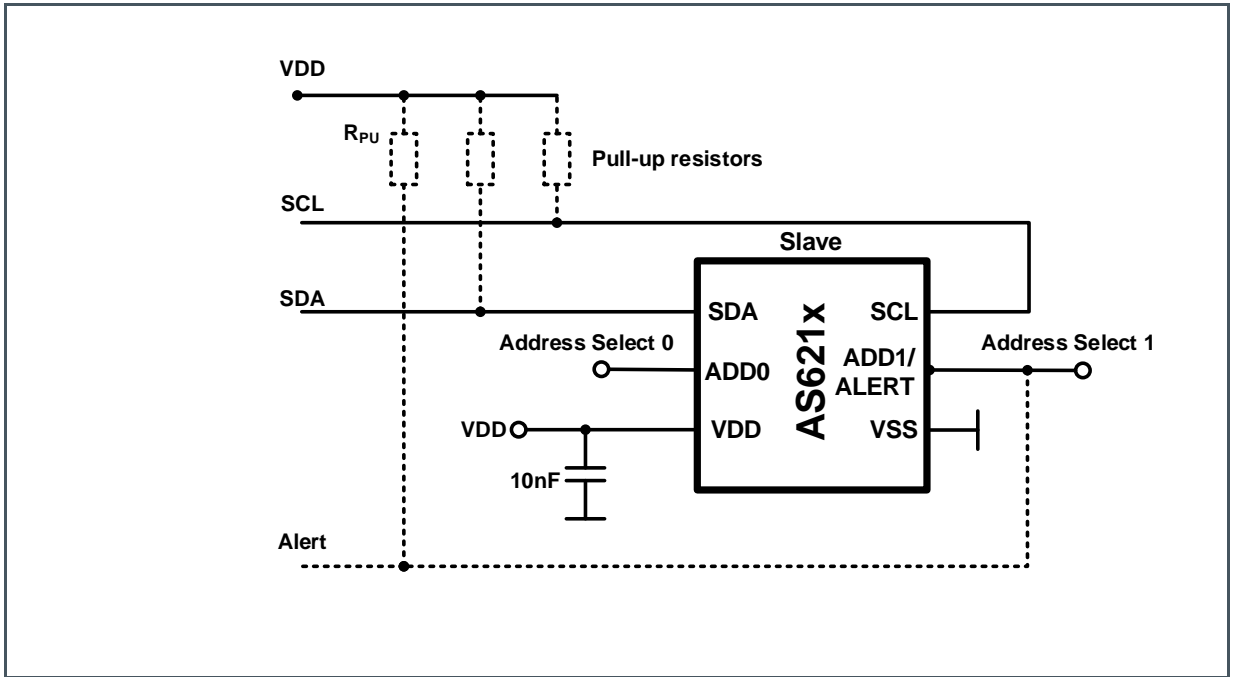 VDD
RPU
Pull-up resistors
SCL
Slave
SDA
SDA
SCL
Address Select 0
Address Select 1
ADD0
ADD1/
ALERT
AS621x
VDD
VDD
VSS
10nF
Alert